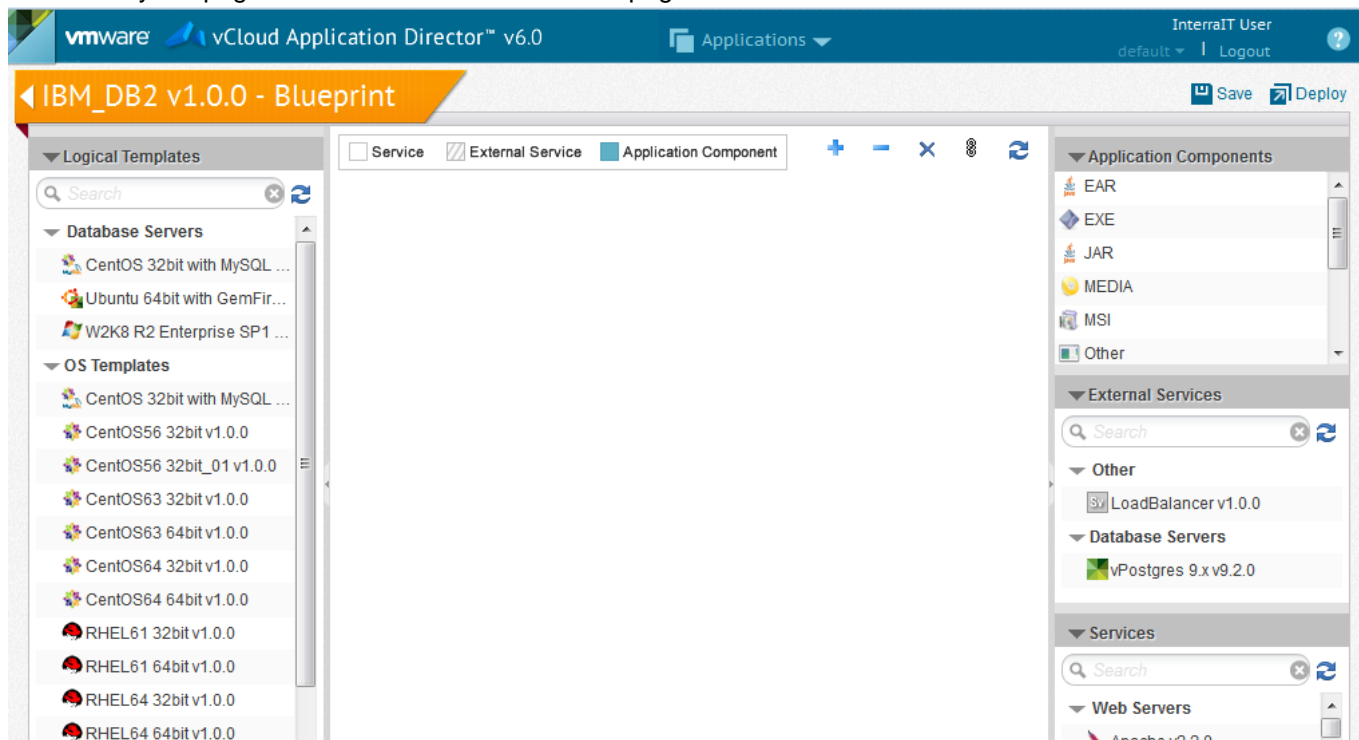 vmware vCloud Application Director™ v6.0
Applications
InterraIT User
default | Logout
?
IBM_DB2 v1.0.0 - Blueprint
Save
Deploy
Logical Templates
Search
Database Servers
CentOS 32bit with MySQL ...
Ubuntu 64bit with GemFir...
W2K8 R2 Enterprise SP1 ...
OS Templates
CentOS 32bit with MySQL ...
CentOS56 32bit v1.0.0
CentOS56 32bit_01 v1.0.0
CentOS63 32bit v1.0.0
CentOS63 64bit v1.0.0
CentOS64 32bit v1.0.0
CentOS64 64bit v1.0.0
RHEL61 32bit v1.0.0
RHEL61 64bit v1.0.0
RHEL64 32bit v1.0.0
RHEL64 64bit v1.0.0
Service
External Service
Application Component
Application Components
EAR
EXE
JAR
MEDIA
MSI
Other
External Services
Search
Other
LoadBalancer v1.0.0
Database Servers
vPostgres 9.x v9.2.0
Services
Search
Web Servers
Apache v2.2.0